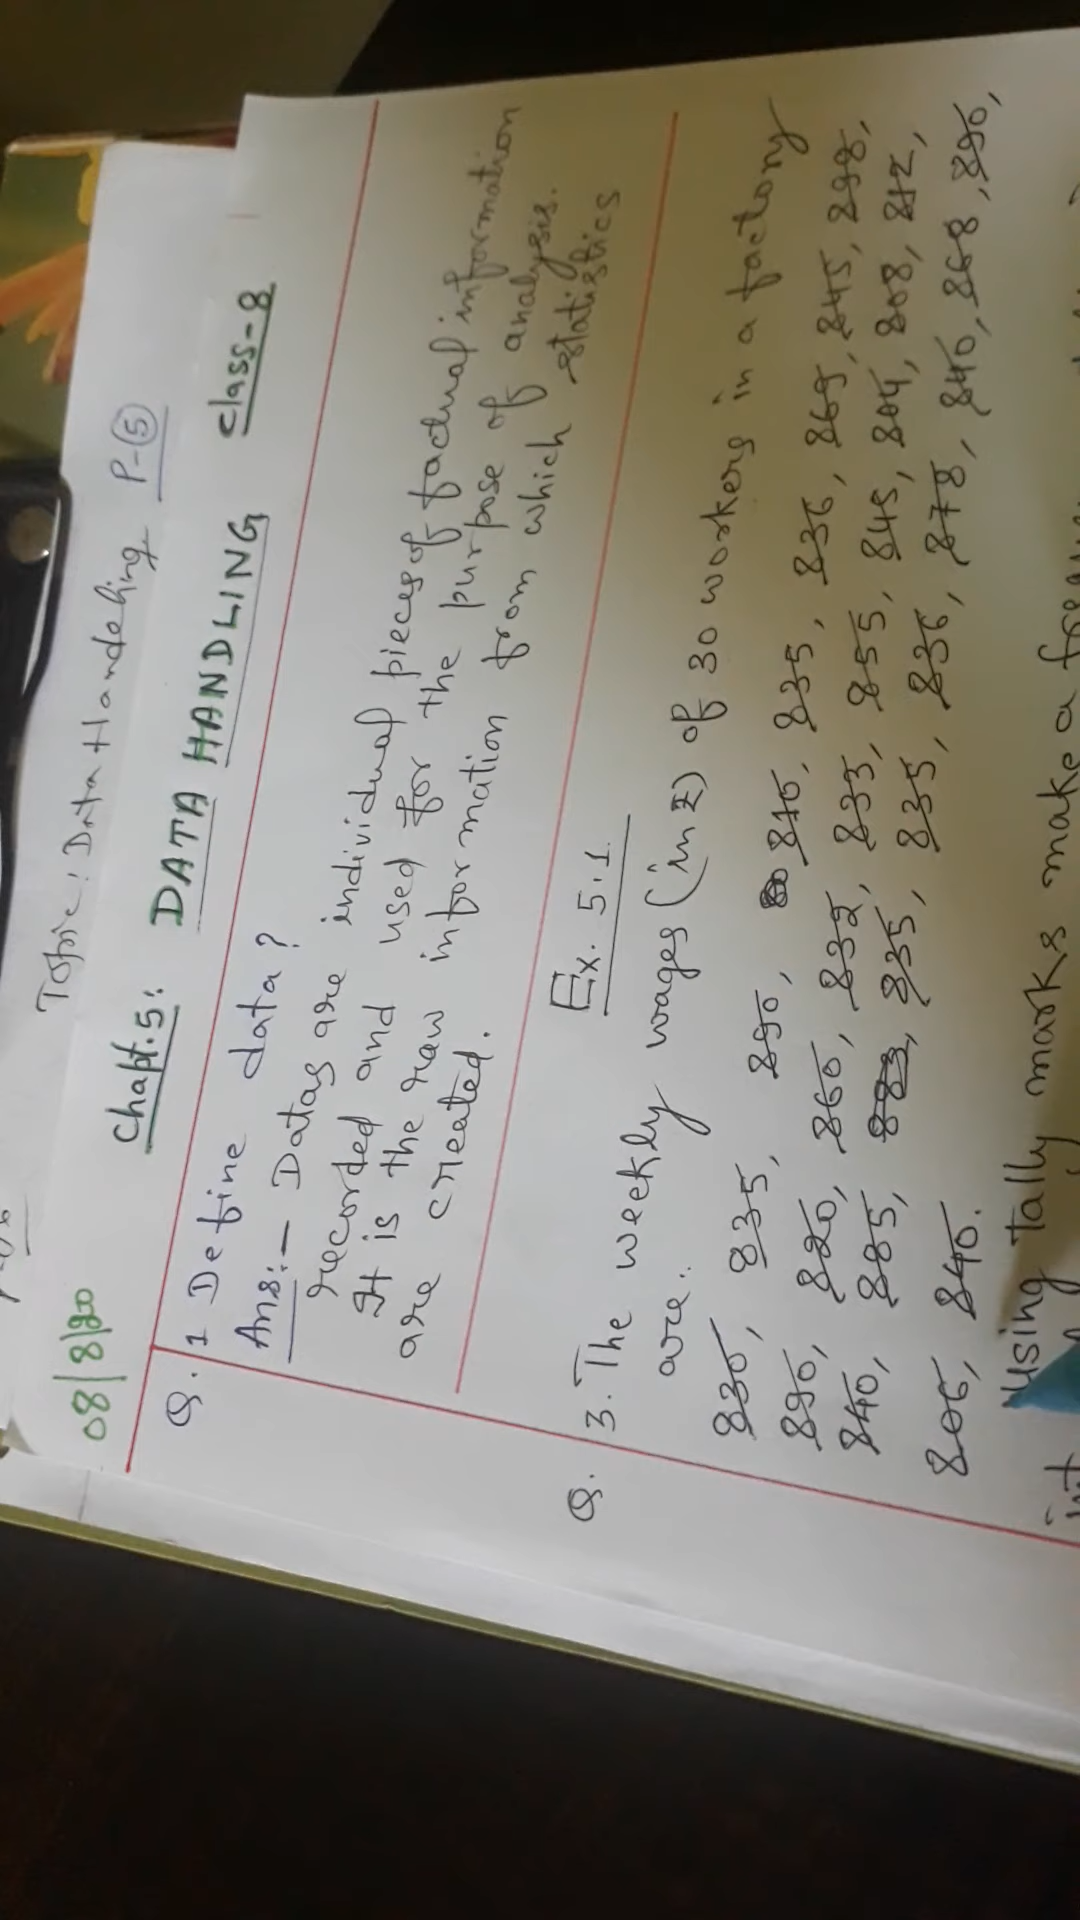 Topic: Data Handeling P-(5)
08/8/20
Chapt.5: DATA HANDLING Class-8
Q. 1 Define data?
Ans:- Datas are individual pieces of factual information
recorded and used for the purpose of analysis.
It is the raw information from which statistics
are created.
Ex. 5.1
Q. 3. The weekly wages (in ₹) of 30 workers in a factory
are.
830, 835, 890, 810, 835, 836, 869, 845, 898,
890, 820, 860, 832, 833, 855, 845, 804, 808, 812,
840, 885, 835, 835, 836, 878, 840, 868, 890,
806, 840.
Using tally marks make a